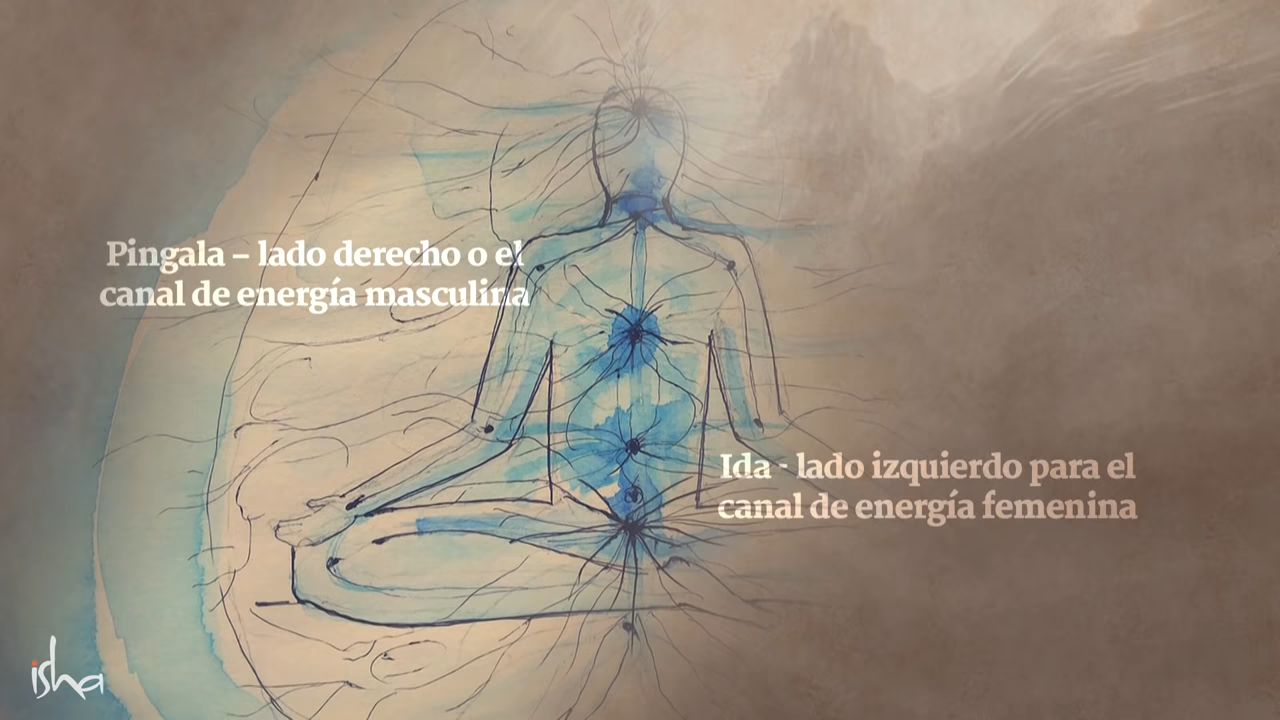 Pingala – lado derecho o el
canal de energía masculina
Ida - lado izquierdo para el
canal de energía femenina
isha